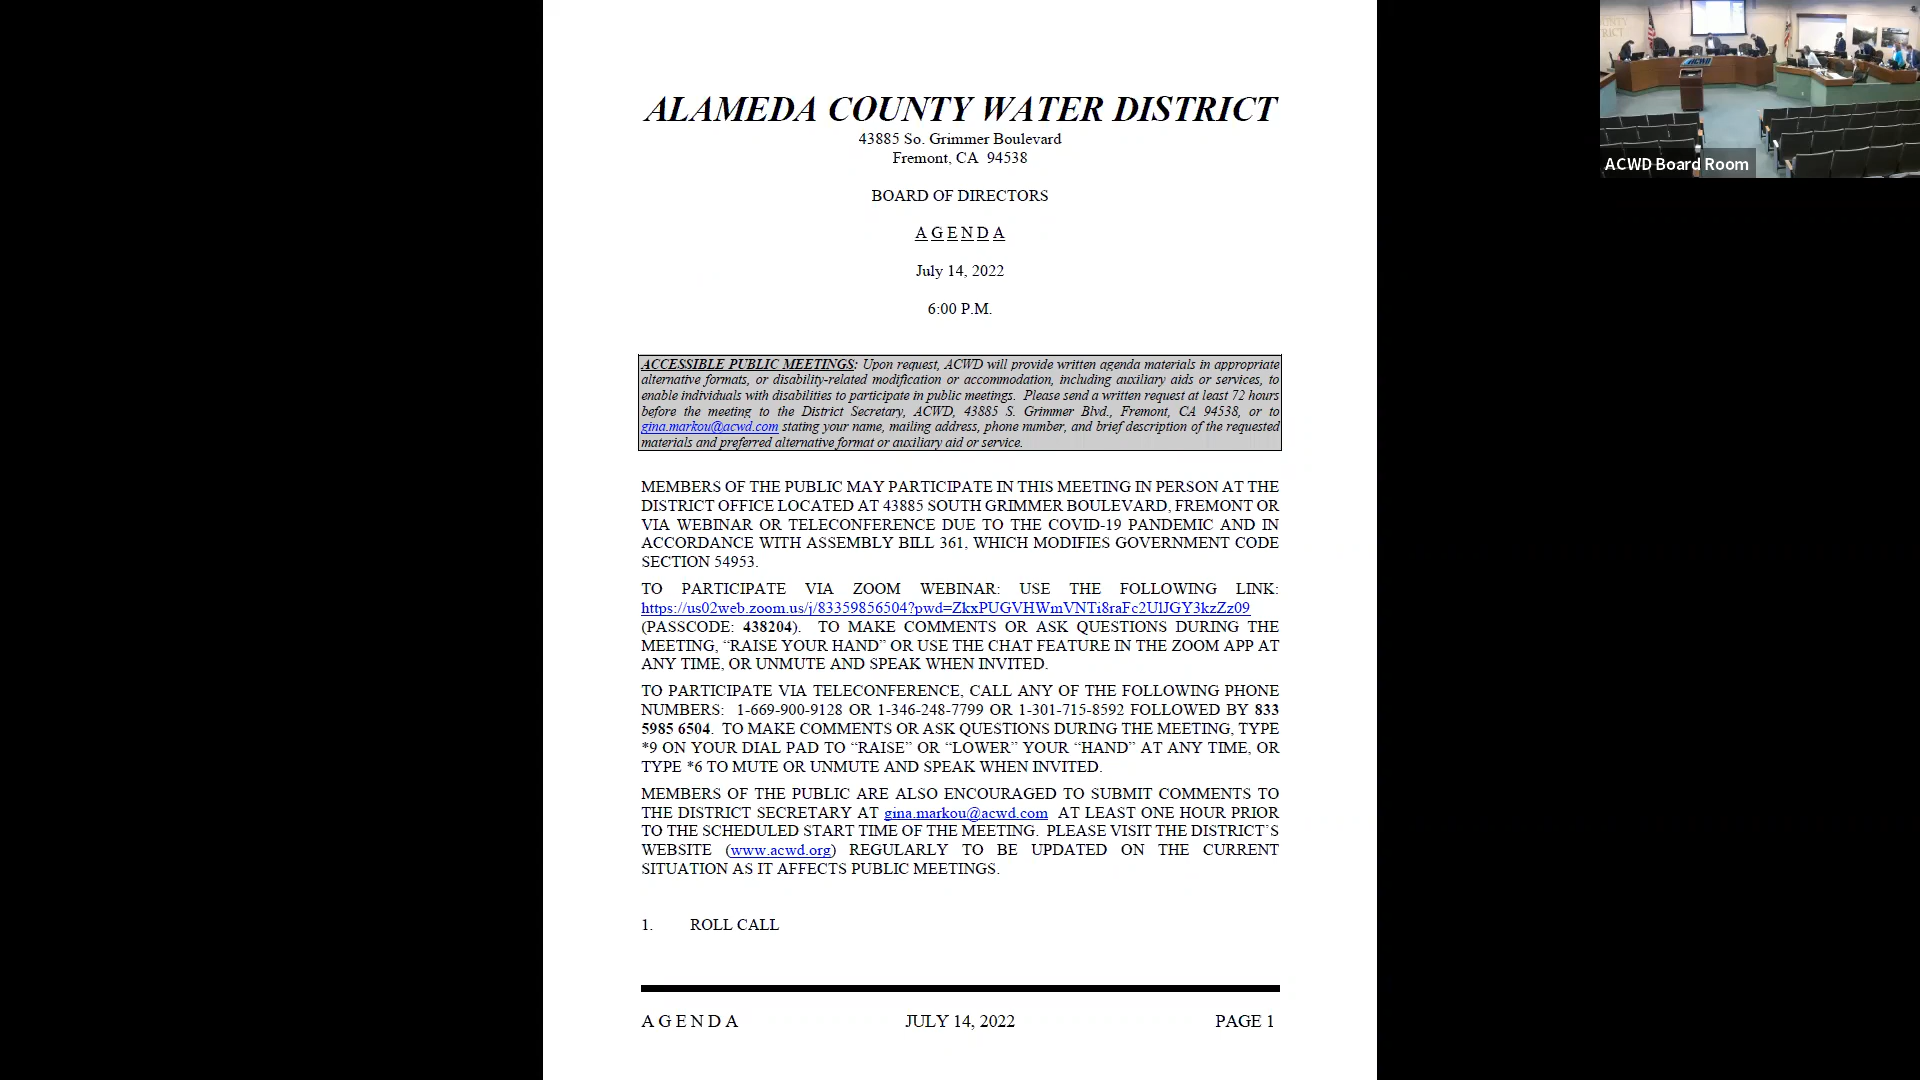 ALAMEDA COUNTY WATER DISTRICT
43885 So. Grimmer Boulevard
Fremont, CA 94538
BOARD OF DIRECTORS
A G E N D A
July 14, 2022
6:00 P.M.
ACCESSIBLE PUBLIC MEETINGS: Upon request, ACWD will provide written agenda materials in appropriate
alternative formats, or disability-related modification or accommodation, including auxiliary aids or services, to
enable individuals with disabilities to participate in public meetings. Please send a written request at least 72 hours
before the meeting to the District Secretary, ACWD, 43885 S. Grimmer Blvd., Fremont, CA 94538, or to
gina.markou@acwd.com stating your name, mailing address, phone number, and brief description of the requested
materials and preferred alternative format or auxiliary aid or service.
MEMBERS OF THE PUBLIC MAY PARTICIPATE IN THIS MEETING IN PERSON AT THE
DISTRICT OFFICE LOCATED AT 43885 SOUTH GRIMMER BOULEVARD, FREMONT OR
VIA WEBINAR OR TELECONFERENCE DUE TO THE COVID-19 PANDEMIC AND IN
ACCORDANCE WITH ASSEMBLY BILL 361, WHICH MODIFIES GOVERNMENT CODE
SECTION 54953.
TO PARTICIPATE VIA ZOOM WEBINAR: USE THE FOLLOWING LINK:
https://us02web.zoom.us/j/83359856504?pwd=ZkxPUGVHWmVNTi8raFc2UlJGY3kzZz09
(PASSCODE: 438204). TO MAKE COMMENTS OR ASK QUESTIONS DURING THE
MEETING, “RAISE YOUR HAND” OR USE THE CHAT FEATURE IN THE ZOOM APP AT
ANY TIME, OR UNMUTE AND SPEAK WHEN INVITED.
TO PARTICIPATE VIA TELECONFERENCE, CALL ANY OF THE FOLLOWING PHONE
NUMBERS: 1-669-900-9128 OR 1-346-248-7799 OR 1-301-715-8592 FOLLOWED BY 833
5985 6504. TO MAKE COMMENTS OR ASK QUESTIONS DURING THE MEETING, TYPE
*9 ON YOUR DIAL PAD TO “RAISE” OR “LOWER” YOUR “HAND” AT ANY TIME, OR
TYPE *6 TO MUTE OR UNMUTE AND SPEAK WHEN INVITED.
MEMBERS OF THE PUBLIC ARE ALSO ENCOURAGED TO SUBMIT COMMENTS TO
THE DISTRICT SECRETARY AT gina.markou@acwd.com AT LEAST ONE HOUR PRIOR
TO THE SCHEDULED START TIME OF THE MEETING. PLEASE VISIT THE DISTRICT’S
WEBSITE (www.acwd.org) REGULARLY TO BE UPDATED ON THE CURRENT
SITUATION AS IT AFFECTS PUBLIC MEETINGS.
1. ROLL CALL
A G E N D A JULY 14, 2022 PAGE 1
ACWD
ACWD Board Room